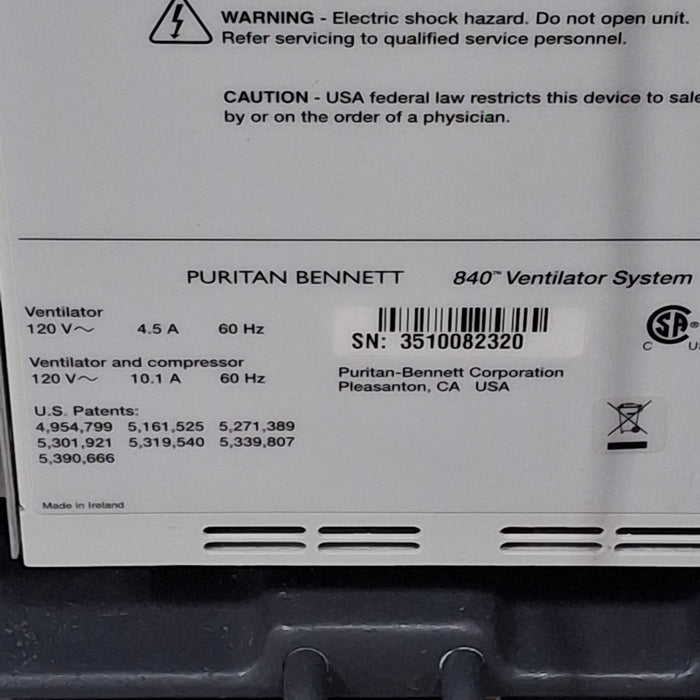 WARNING - Electric shock hazard. Do not open unit.
Refer servicing to qualified service personnel.
CAUTION - USA federal law restricts this device to sale
by or on the order of a physician.
PURITAN BENNETT 840™ Ventilator System
Ventilator
120 V~ 4.5 A 60 Hz
SN: 3510082320
Ventilator and compressor
120 V~ 10.1 A 60 Hz
Puritan-Bennett Corporation
Pleasanton, CA USA
U.S. Patents:
4,954,799 5,161,525 5,271,389
5,301,921 5,319,540 5,339,807
5,390,666
Made in Ireland
SA®
C U